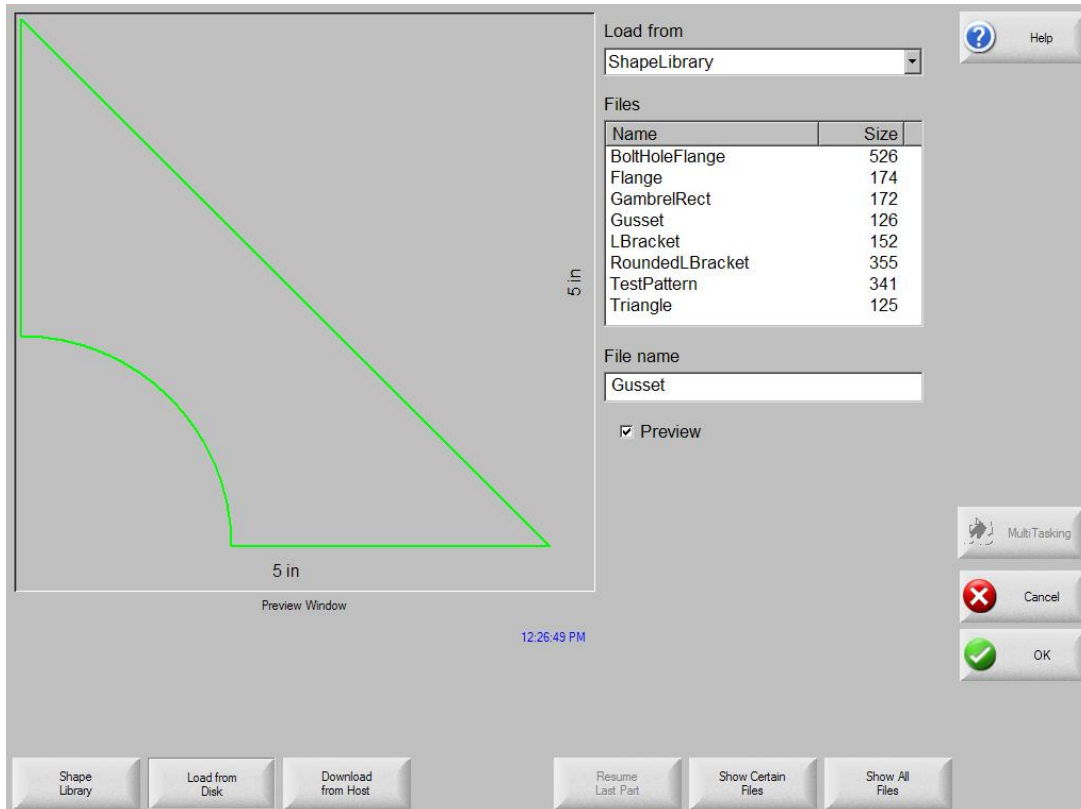 Load from
ShapeLibrary
Help
Files
Name Size
BoltHoleFlange 526
Flange 174
GambrelRect 172
Gusset 126
LBracket 152
RoundedLBracket 355
TestPattern 341
Triangle 125
5 in
File name
Gusset
Preview
5 in
Preview Window
12:26:49 PM
MultiTasking
Cancel
OK
Shape
Library
Load from
Disk
Download
from Host
Resume
Last Part
Show Certain
Files
Show All
Files